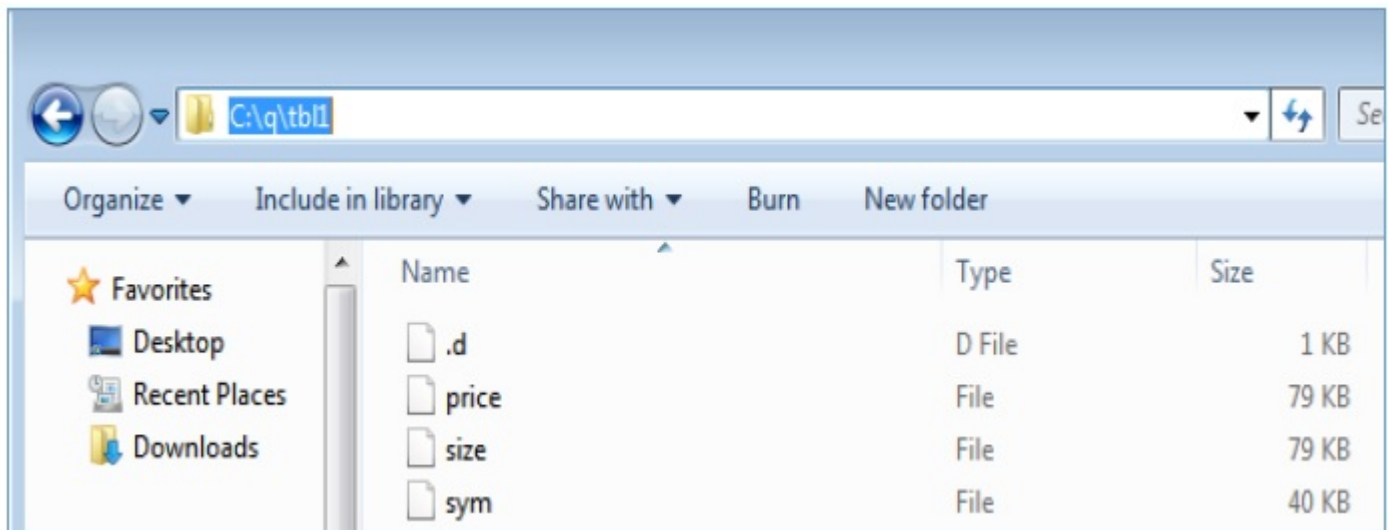 C:\q\tbl1
Se
Organize Include in library Share with Burn New folder
Favorites
Desktop
Recent Places
Downloads
Name Type Size
.d D File 1 KB
price File 79 KB
size File 79 KB
sym File 40 KB